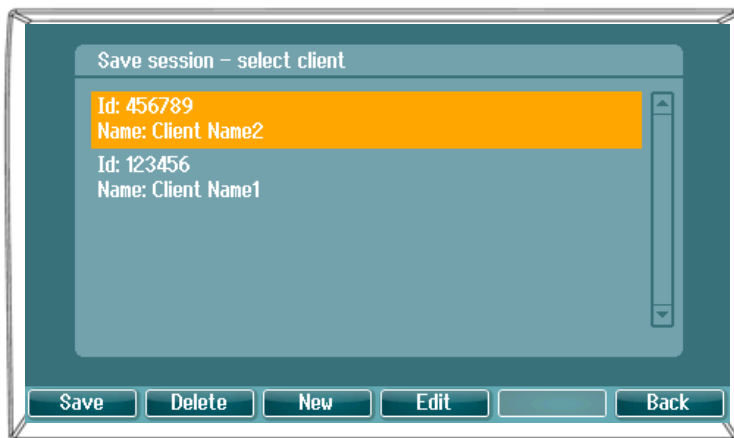 Save session – select client
Id: 456789
Name: Client Name2
Id: 123456
Name: Client Name1
Save Delete New Edit Back